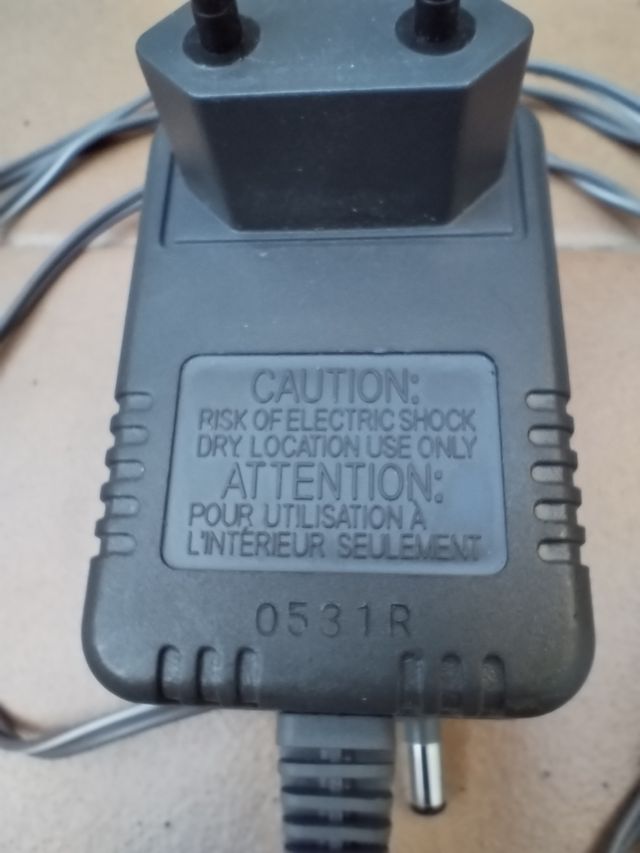 CAUTION:
RISK OF ELECTRIC SHOCK
DRY LOCATION USE ONLY
ATTENTION:
POUR UTILISATION À
L'INTÉRIEUR SEULEMENT
0531R